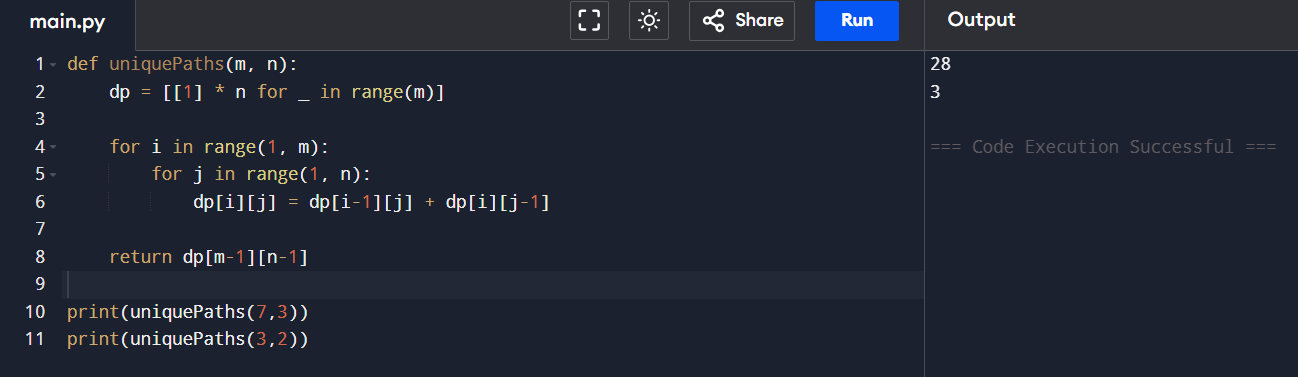 main.py Share Run Output
1 def uniquePaths(m, n):
2     dp = [[1] * n for _ in range(m)]
3
4     for i in range(1, m):
5         for j in range(1, n):
6             dp[i][j] = dp[i-1][j] + dp[i][j-1]
7
8     return dp[m-1][n-1]
9
10 print(uniquePaths(7,3))
11 print(uniquePaths(3,2))
28
3
=== Code Execution Successful ===